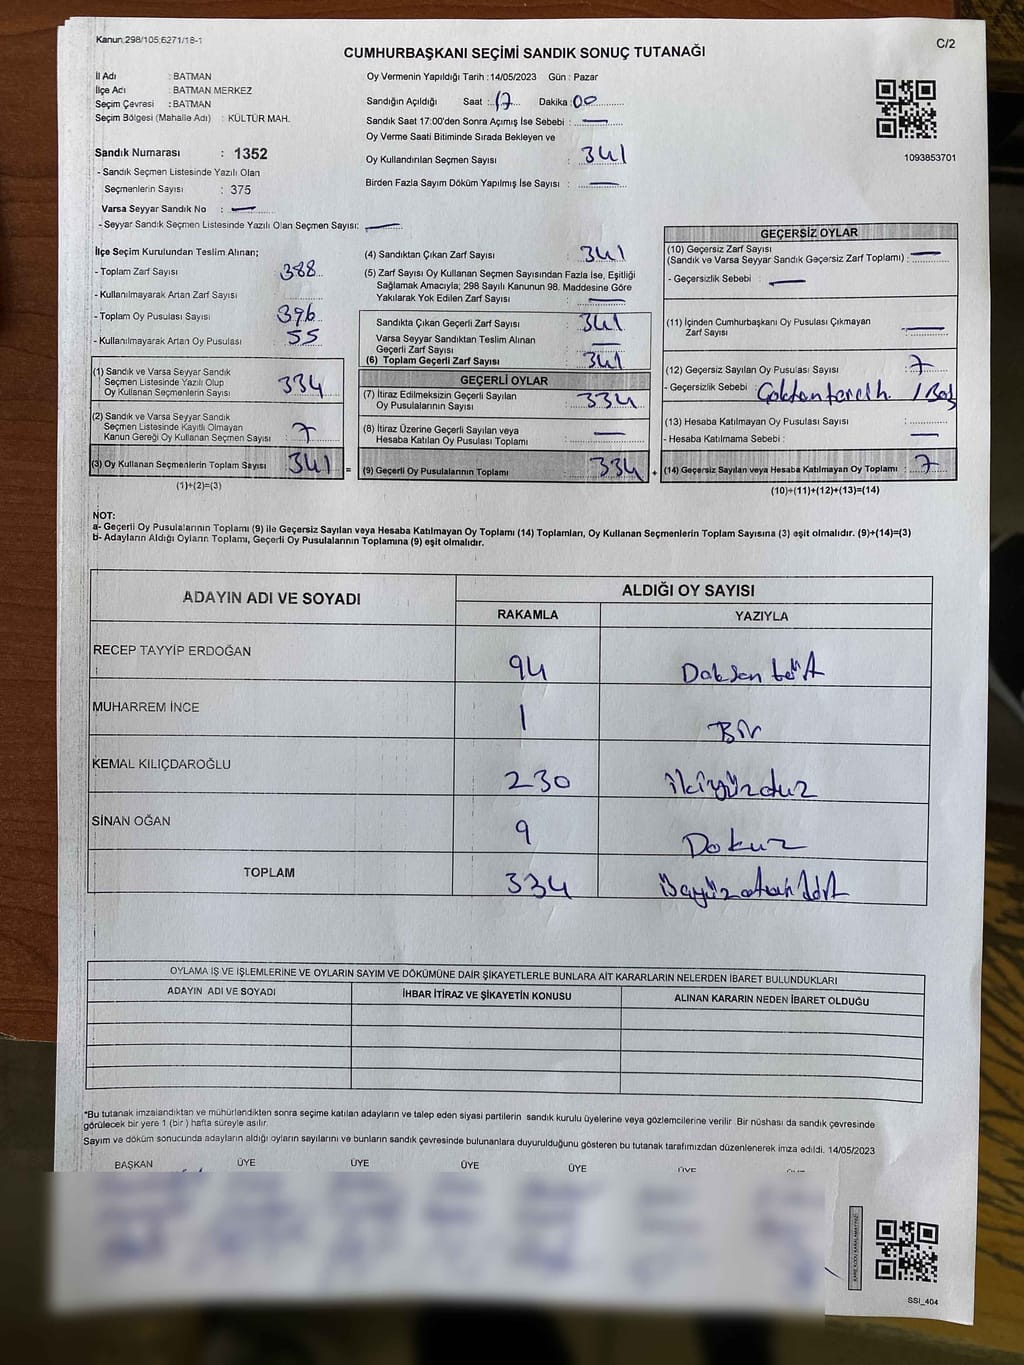 Kanun:298/105,6271/18-1
C/2
CUMHURBAŞKANI SEÇİMİ SANDIK SONUÇ TUTANAĞI
İl Adı : BATMAN
İlçe Adı : BATMAN MERKEZ
Seçim Çevresi : BATMAN
Seçim Bölgesi (Mahalle Adı) : KÜLTÜR MAH.
Oy Vermenin Yapıldığı Tarih : 14/05/2023 Gün : Pazar
Sandığın Açıldığı Saat : 17 Dakika : 00
Sandık Saat 17:00'den Sonra Açımış İse Sebebi : —
Oy Verme Saati Bitiminde Sırada Bekleyen ve
Oy Kullandırılan Seçmen Sayısı : 341
Birden Fazla Sayım Döküm Yapılmış İse Sayısı : —
1093853701
Sandık Numarası : 1352
- Sandık Seçmen Listesinde Yazılı Olan
Seçmenlerin Sayısı : 375
Varsa Seyyar Sandık No : —
- Seyyar Sandık Seçmen Listesinde Yazılı Olan Seçmen Sayısı: —
İlçe Seçim Kurulundan Teslim Alınan;
- Toplam Zarf Sayısı : 388
- Kullanılmayarak Artan Zarf Sayısı :
- Toplam Oy Pusulası Sayısı : 396
- Kullanılmayarak Artan Oy Pusulası : 55
(1) Sandık ve Varsa Seyyar Sandık
Seçmen Listesinde Yazılı Olup
Oy Kullanan Seçmenlerin Sayısı : 334
(2) Sandık ve Varsa Seyyar Sandık
Seçmen Listesinde Kayıtlı Olmayan
Kanun Gereği Oy Kullanan Seçmen Sayısı : 7
(3) Oy Kullanan Seçmenlerin Toplam Sayısı : 341 =
(1)+(2)=(3)
(4) Sandıktan Çıkan Zarf Sayısı : 341
(5) Zarf Sayısı Oy Kullanan Seçmen Sayısından Fazla İse, Eşitliği
Sağlamak Amacıyla; 298 Sayılı Kanunun 98. Maddesine Göre
Yakılarak Yok Edilen Zarf Sayısı : —
Sandıkta Çıkan Geçerli Zarf Sayısı : 341
Varsa Seyyar Sandıktan Teslim Alınan
Geçerli Zarf Sayısı : —
(6) Toplam Geçerli Zarf Sayısı : 341
GEÇERLİ OYLAR
(7) İtiraz Edilmeksizin Geçerli Sayılan
Oy Pusulalarının Sayısı : 334
(8) İtiraz Üzerine Geçerli Sayılan veya
Hesaba Katılan Oy Pusulası Toplamı : —
(9) Geçerli Oy Pusulalarının Toplamı : 334 +
GEÇERSİZ OYLAR
(10) Geçersiz Zarf Sayısı
(Sandık ve Varsa Seyyar Sandık Geçersiz Zarf Toplamı) : —
- Geçersizlik Sebebi : —
(11) İçinden Cumhurbaşkanı Oy Pusulası Çıkmayan
Zarf Sayısı : —
(12) Geçersiz Sayılan Oy Pusulası Sayısı : 7
- Geçersizlik Sebebi : / Boş
(13) Hesaba Katılmayan Oy Pusulası Sayısı :
- Hesaba Katılmama Sebebi : —
(14) Geçersiz Sayılan veya Hesaba Katılmayan Oy Toplamı : 7
(10)+(11)+(12)+(13)=(14)
NOT:
a- Geçerli Oy Pusulalarının Toplamı (9) ile Geçersiz Sayılan veya Hesaba Katılmayan Oy Toplamı (14) Toplamları, Oy Kullanan Seçmenlerin Toplam Sayısına (3) eşit olmalıdır. (9)+(14)=(3)
b- Adayların Aldığı Oyların Toplamı, Geçerli Oy Pusulalarının Toplamına (9) eşit olmalıdır.
ADAYIN ADI VE SOYADI
ALDIĞI OY SAYISI
RAKAMLA YAZIYLA
RECEP TAYYİP ERDOĞAN 94 Doksan dört
MUHARREM İNCE 1 Bir
KEMAL KILIÇDAROĞLU 230 ikiyüzotuz
SİNAN OĞAN 9 Dokuz
TOPLAM 334 üçyüzotuz dört
OYLAMA İŞ VE İŞLEMLERİNE VE OYLARIN SAYIM VE DÖKÜMÜNE DAİR ŞİKAYETLERLE BUNLARA AİT KARARLARIN NELERDEN İBARET BULUNDUKLARI
ADAYIN ADI VE SOYADI İHBAR İTİRAZ VE ŞİKAYETİN KONUSU ALINAN KARARIN NEDEN İBARET OLDUĞU
*Bu tutanak imzalandıktan ve mühürlendikten sonra seçime katılan adayların ve talep eden siyasi partilerin sandık kurulu üyelerine veya gözlemcilerine verilir. Bir nüshası da sandık çevresinde
görülecek bir yere 1 (bir) hafta süreyle asılır.
Sayım ve döküm sonucunda adayların aldığı oyların sayılarını ve bunların sandık çevresinde bulunanlara duyurulduğunu gösteren bu tutanak tarafımızdan düzenlenerek imza edildi. 14/05/2023
BAŞKAN ÜYE ÜYE ÜYE ÜYE ÜYE
SSİ_404